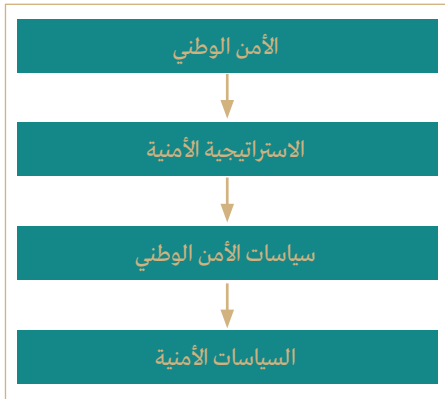 الأمن الوطني
الاستراتيجية الأمنية
سياسات الأمن الوطني
السياسات الأمنية